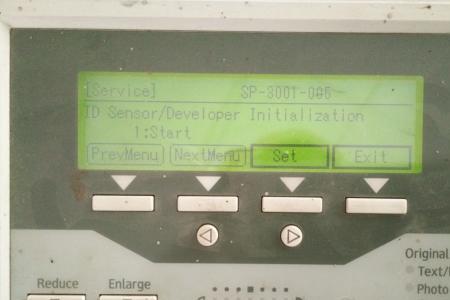 [Service] SP-3001-005
ID Sensor/Developer Initialization
1:Start
PrevMenu NextMenu Set Exit
Original
Text/
Photo
Reduce Enlarge